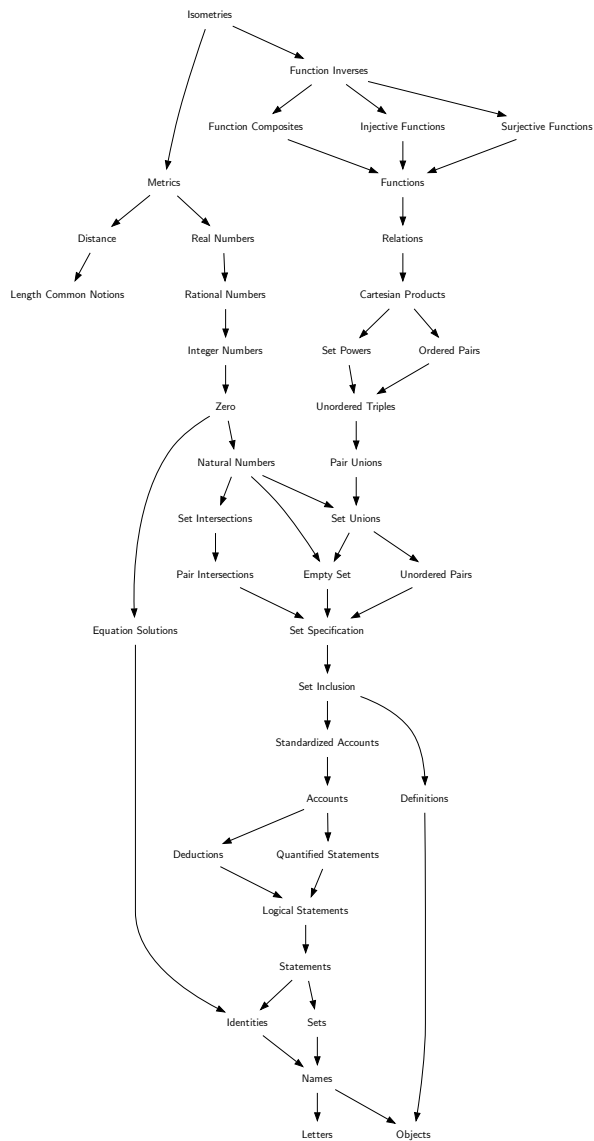 Isometries
Function Inverses
Function Composites
Injective Functions
Surjective Functions
Metrics
Functions
Distance
Real Numbers
Relations
Length Common Notions
Rational Numbers
Cartesian Products
Integer Numbers
Set Powers
Ordered Pairs
Zero
Unordered Triples
Natural Numbers
Pair Unions
Set Intersections
Set Unions
Pair Intersections
Empty Set
Unordered Pairs
Equation Solutions
Set Specification
Set Inclusion
Standardized Accounts
Accounts
Definitions
Deductions
Quantified Statements
Logical Statements
Statements
Identities
Sets
Names
Letters
Objects